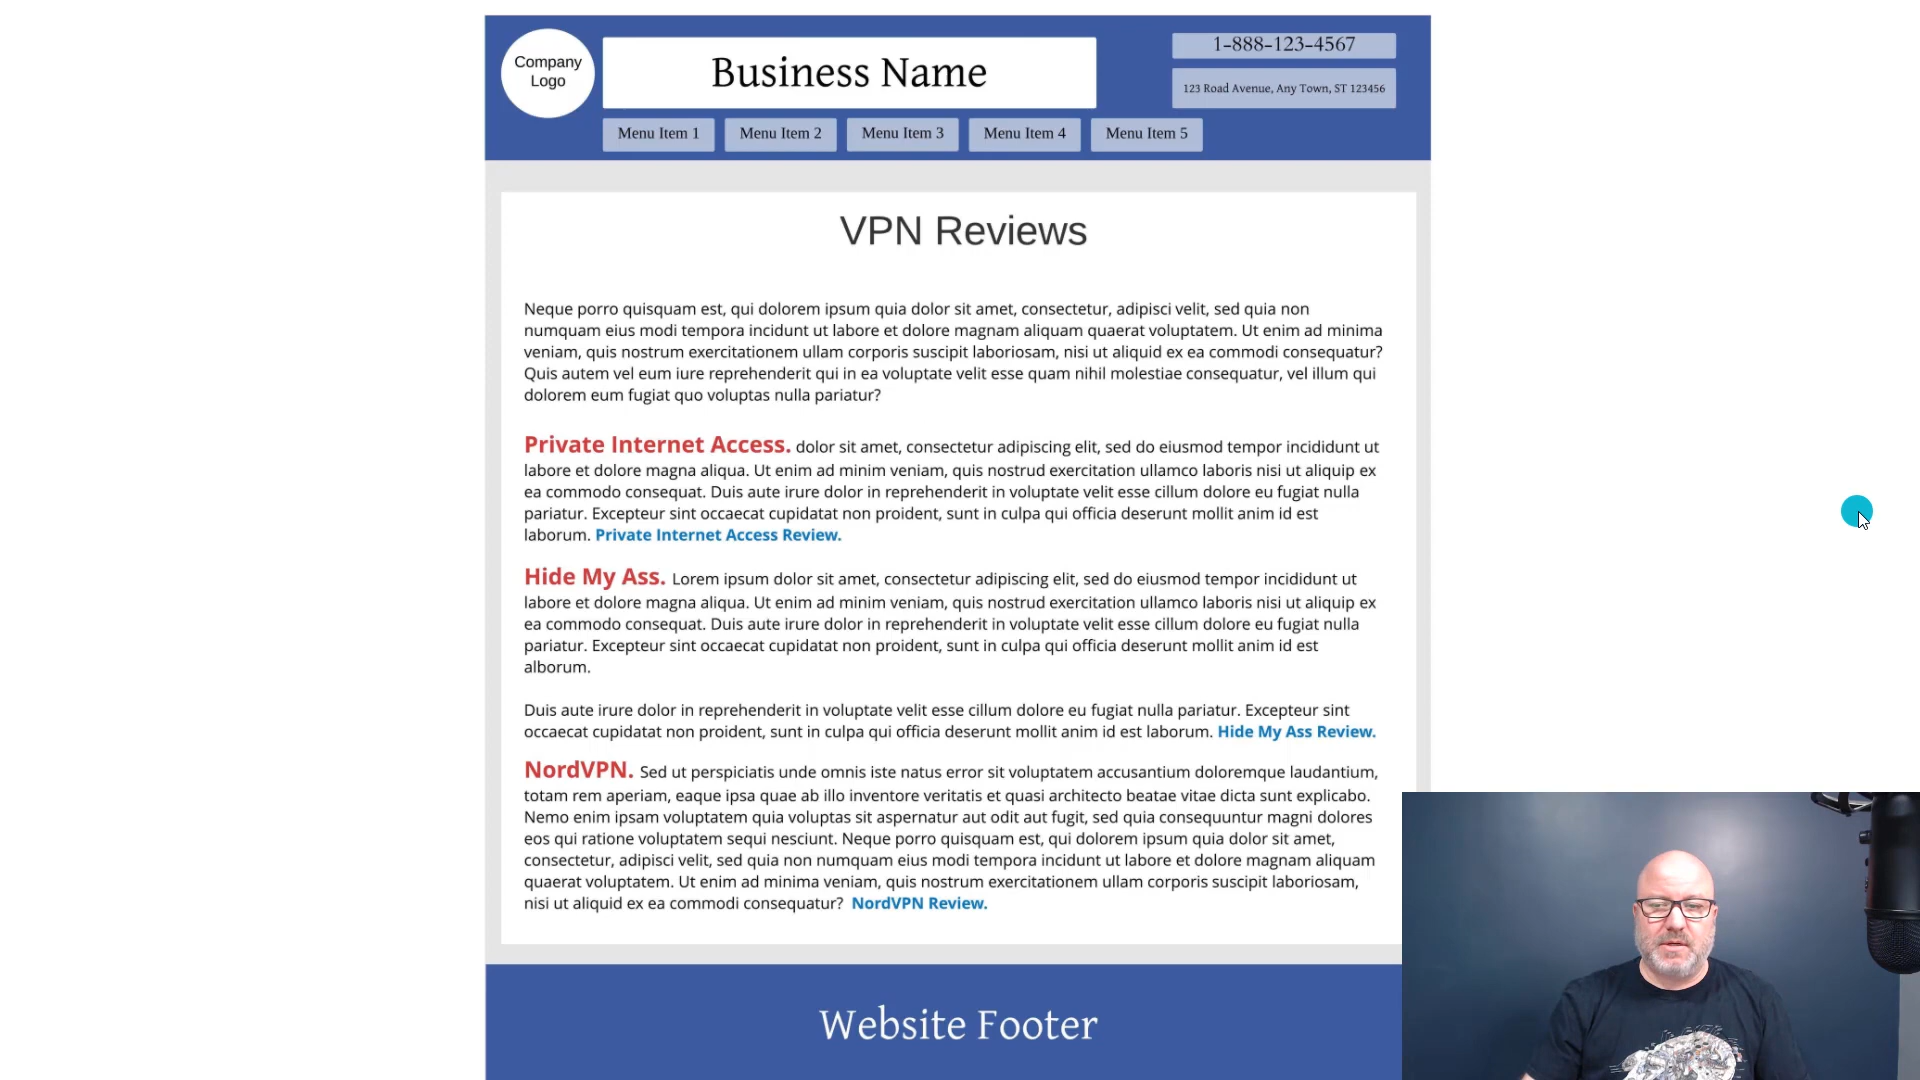 Company
Logo
Business Name
1-888-123-4567
123 Road Avenue, Any Town, ST 123456
Menu Item 1
Menu Item 2
Menu Item 3
Menu Item 4
Menu Item 5
VPN Reviews
Neque porro quisquam est, qui dolorem ipsum quia dolor sit amet, consectetur, adipisci velit, sed quia non
numquam eius modi tempora incidunt ut labore et dolore magnam aliquam quaerat voluptatem. Ut enim ad minima
veniam, quis nostrum exercitationem ullam corporis suscipit laboriosam, nisi ut aliquid ex ea commodi consequatur?
Quis autem vel eum iure reprehenderit qui in ea voluptate velit esse quam nihil molestiae consequatur, vel illum qui
dolorem eum fugiat quo voluptas nulla pariatur?
Private Internet Access. dolor sit amet, consectetur adipiscing elit, sed do eiusmod tempor incididunt ut
labore et dolore magna aliqua. Ut enim ad minim veniam, quis nostrud exercitation ullamco laboris nisi ut aliquip ex
ea commodo consequat. Duis aute irure dolor in reprehenderit in voluptate velit esse cillum dolore eu fugiat nulla
pariatur. Excepteur sint occaecat cupidatat non proident, sunt in culpa qui officia deserunt mollit anim id est
laborum. Private Internet Access Review.
Hide My Ass. Lorem ipsum dolor sit amet, consectetur adipiscing elit, sed do eiusmod tempor incididunt ut
labore et dolore magna aliqua. Ut enim ad minim veniam, quis nostrud exercitation ullamco laboris nisi ut aliquip ex
ea commodo consequat. Duis aute irure dolor in reprehenderit in voluptate velit esse cillum dolore eu fugiat nulla
pariatur. Excepteur sint occaecat cupidatat non proident, sunt in culpa qui officia deserunt mollit anim id est
alborum.
Duis aute irure dolor in reprehenderit in voluptate velit esse cillum dolore eu fugiat nulla pariatur. Excepteur sint
occaecat cupidatat non proident, sunt in culpa qui officia deserunt mollit anim id est laborum. Hide My Ass Review.
NordVPN. Sed ut perspiciatis unde omnis iste natus error sit voluptatem accusantium doloremque laudantium,
totam rem aperiam, eaque ipsa quae ab illo inventore veritatis et quasi architecto beatae vitae dicta sunt explicabo.
Nemo enim ipsam voluptatem quia voluptas sit aspernatur aut odit aut fugit, sed quia consequuntur magni dolores
eos qui ratione voluptatem sequi nesciunt. Neque porro quisquam est, qui dolorem ipsum quia dolor sit amet,
consectetur, adipisci velit, sed quia non numquam eius modi tempora incidunt ut labore et dolore magnam aliquam
quaerat voluptatem. Ut enim ad minima veniam, quis nostrum exercitationem ullam corporis suscipit laboriosam,
nisi ut aliquid ex ea commodi consequatur? NordVPN Review.
Website Footer